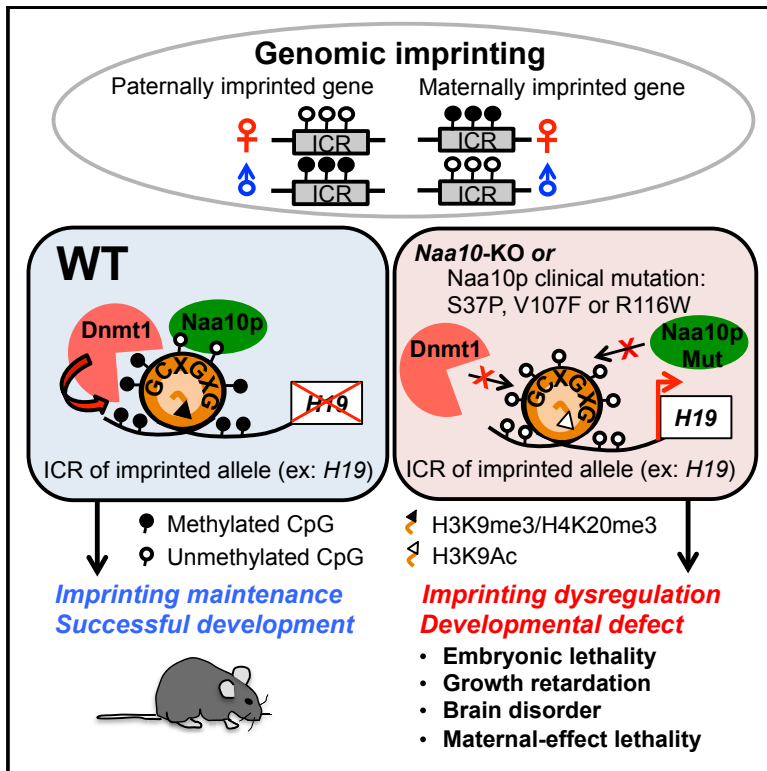 Genomic imprinting
Paternally imprinted gene
Maternally imprinted gene
ICR
ICR
ICR
ICR
WT
Dnmt1
Naa10p
GCXGXG
H19
ICR of imprinted allele (ex: H19)
Naa10-KO or
Naa10p clinical mutation:
S37P, V107F or R116W
Dnmt1
X
X
Naa10p
Mut
GCXGXG
H19
ICR of imprinted allele (ex: H19)
Methylated CpG
Unmethylated CpG
H3K9me3/H4K20me3
H3K9Ac
Imprinting maintenance
Successful development
Imprinting dysregulation
Developmental defect
• Embryonic lethality
• Growth retardation
• Brain disorder
• Maternal-effect lethality